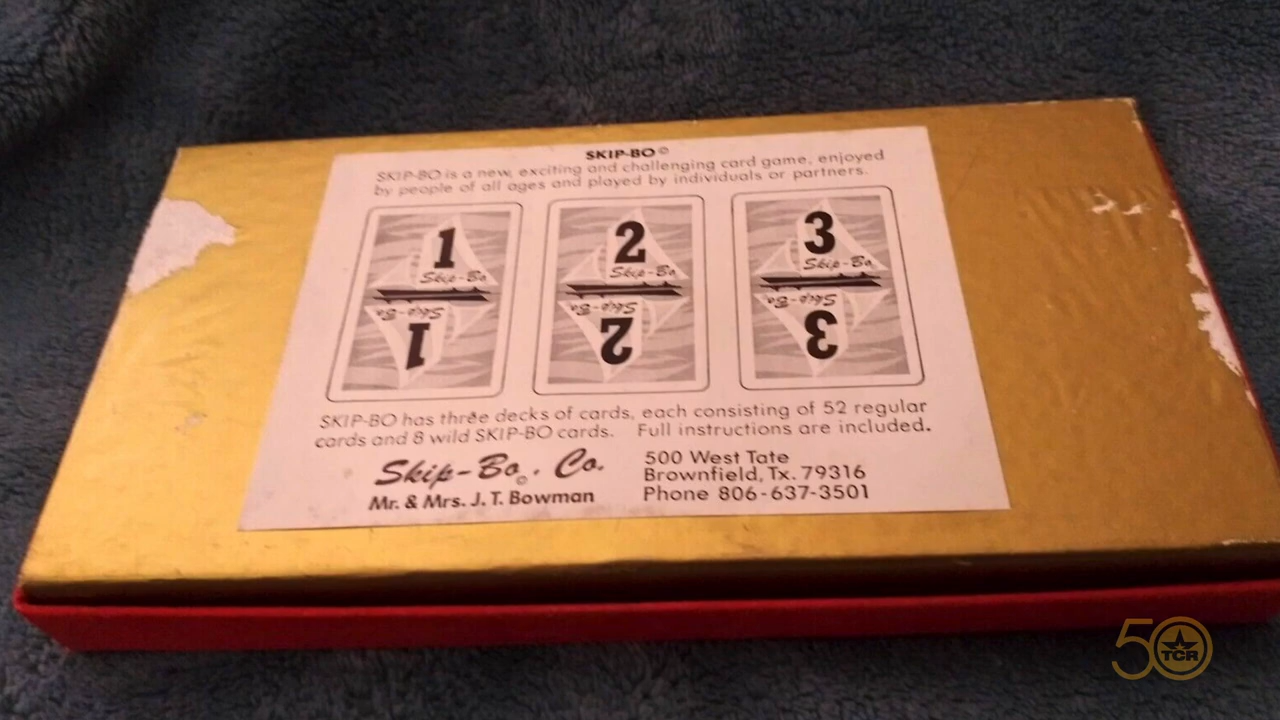 SKIP-BO©
SKIP-BO is a new, exciting and challenging card game, enjoyed
by people of all ages and played by individuals or partners.
1 2 3
Skip-Bo Skip-Bo Skip-Bo
Skip-Bo Skip-Bo Skip-Bo
1 2 3
SKIP-BO has three decks of cards, each consisting of 52 regular
cards and 8 wild SKIP-BO cards. Full instructions are included.
Skip-Bo©. Co.
Mr. & Mrs. J. T. Bowman
500 West Tate
Brownfield, Tx. 79316
Phone 806-637-3501
50
TCR